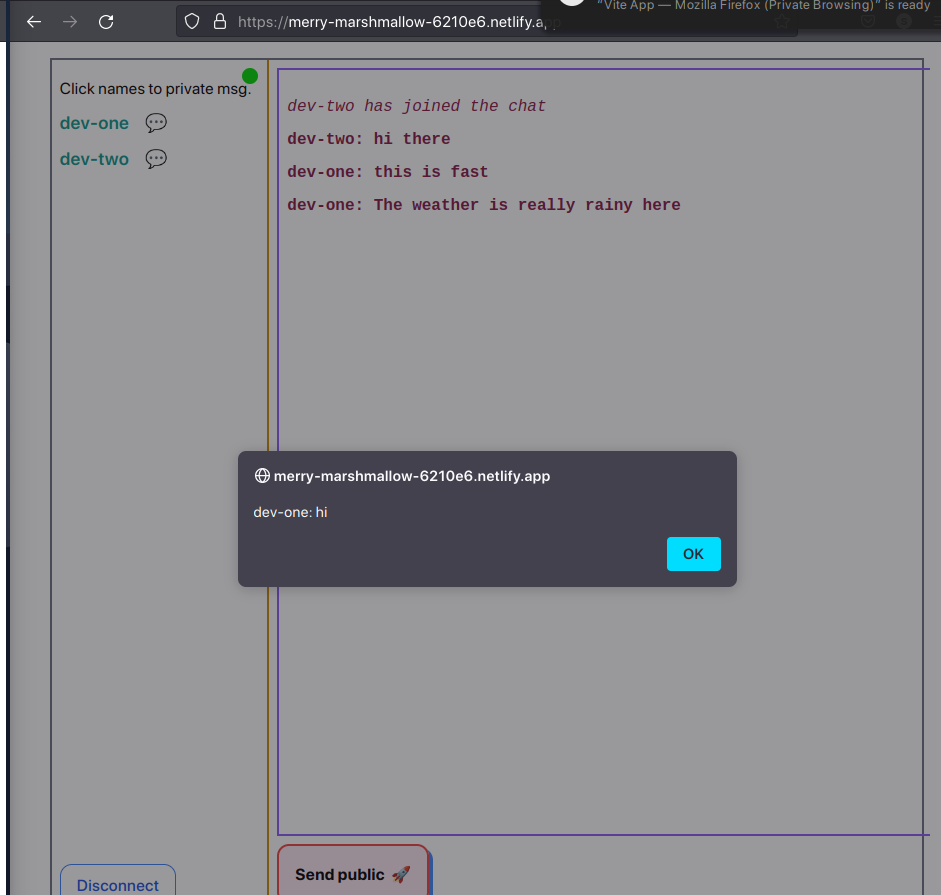 "Vite App — Mozilla Firefox (Private Browsing)" is ready
https://merry-marshmallow-6210e6.netlify.app
Click names to private msg.
dev-one 💬
dev-two 💬
dev-two has joined the chat
dev-two: hi there
dev-one: this is fast
dev-one: The weather is really rainy here
merry-marshmallow-6210e6.netlify.app
dev-one: hi
OK
Send public 🚀
Disconnect